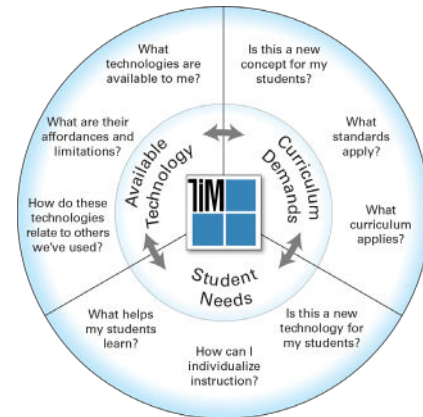 What
technologies are
available to me?
Is this a new
concept for my
students?
What are their
affordances and
limitations?
What
standards
apply?
How do these
technologies
relate to others
we've used?
What
curriculum
applies?
Available
Technology
Curriculum
Demands
TiM
Student
Needs
What helps
my students
learn?
How can I
individualize
instruction?
Is this a new
technology for
my students?